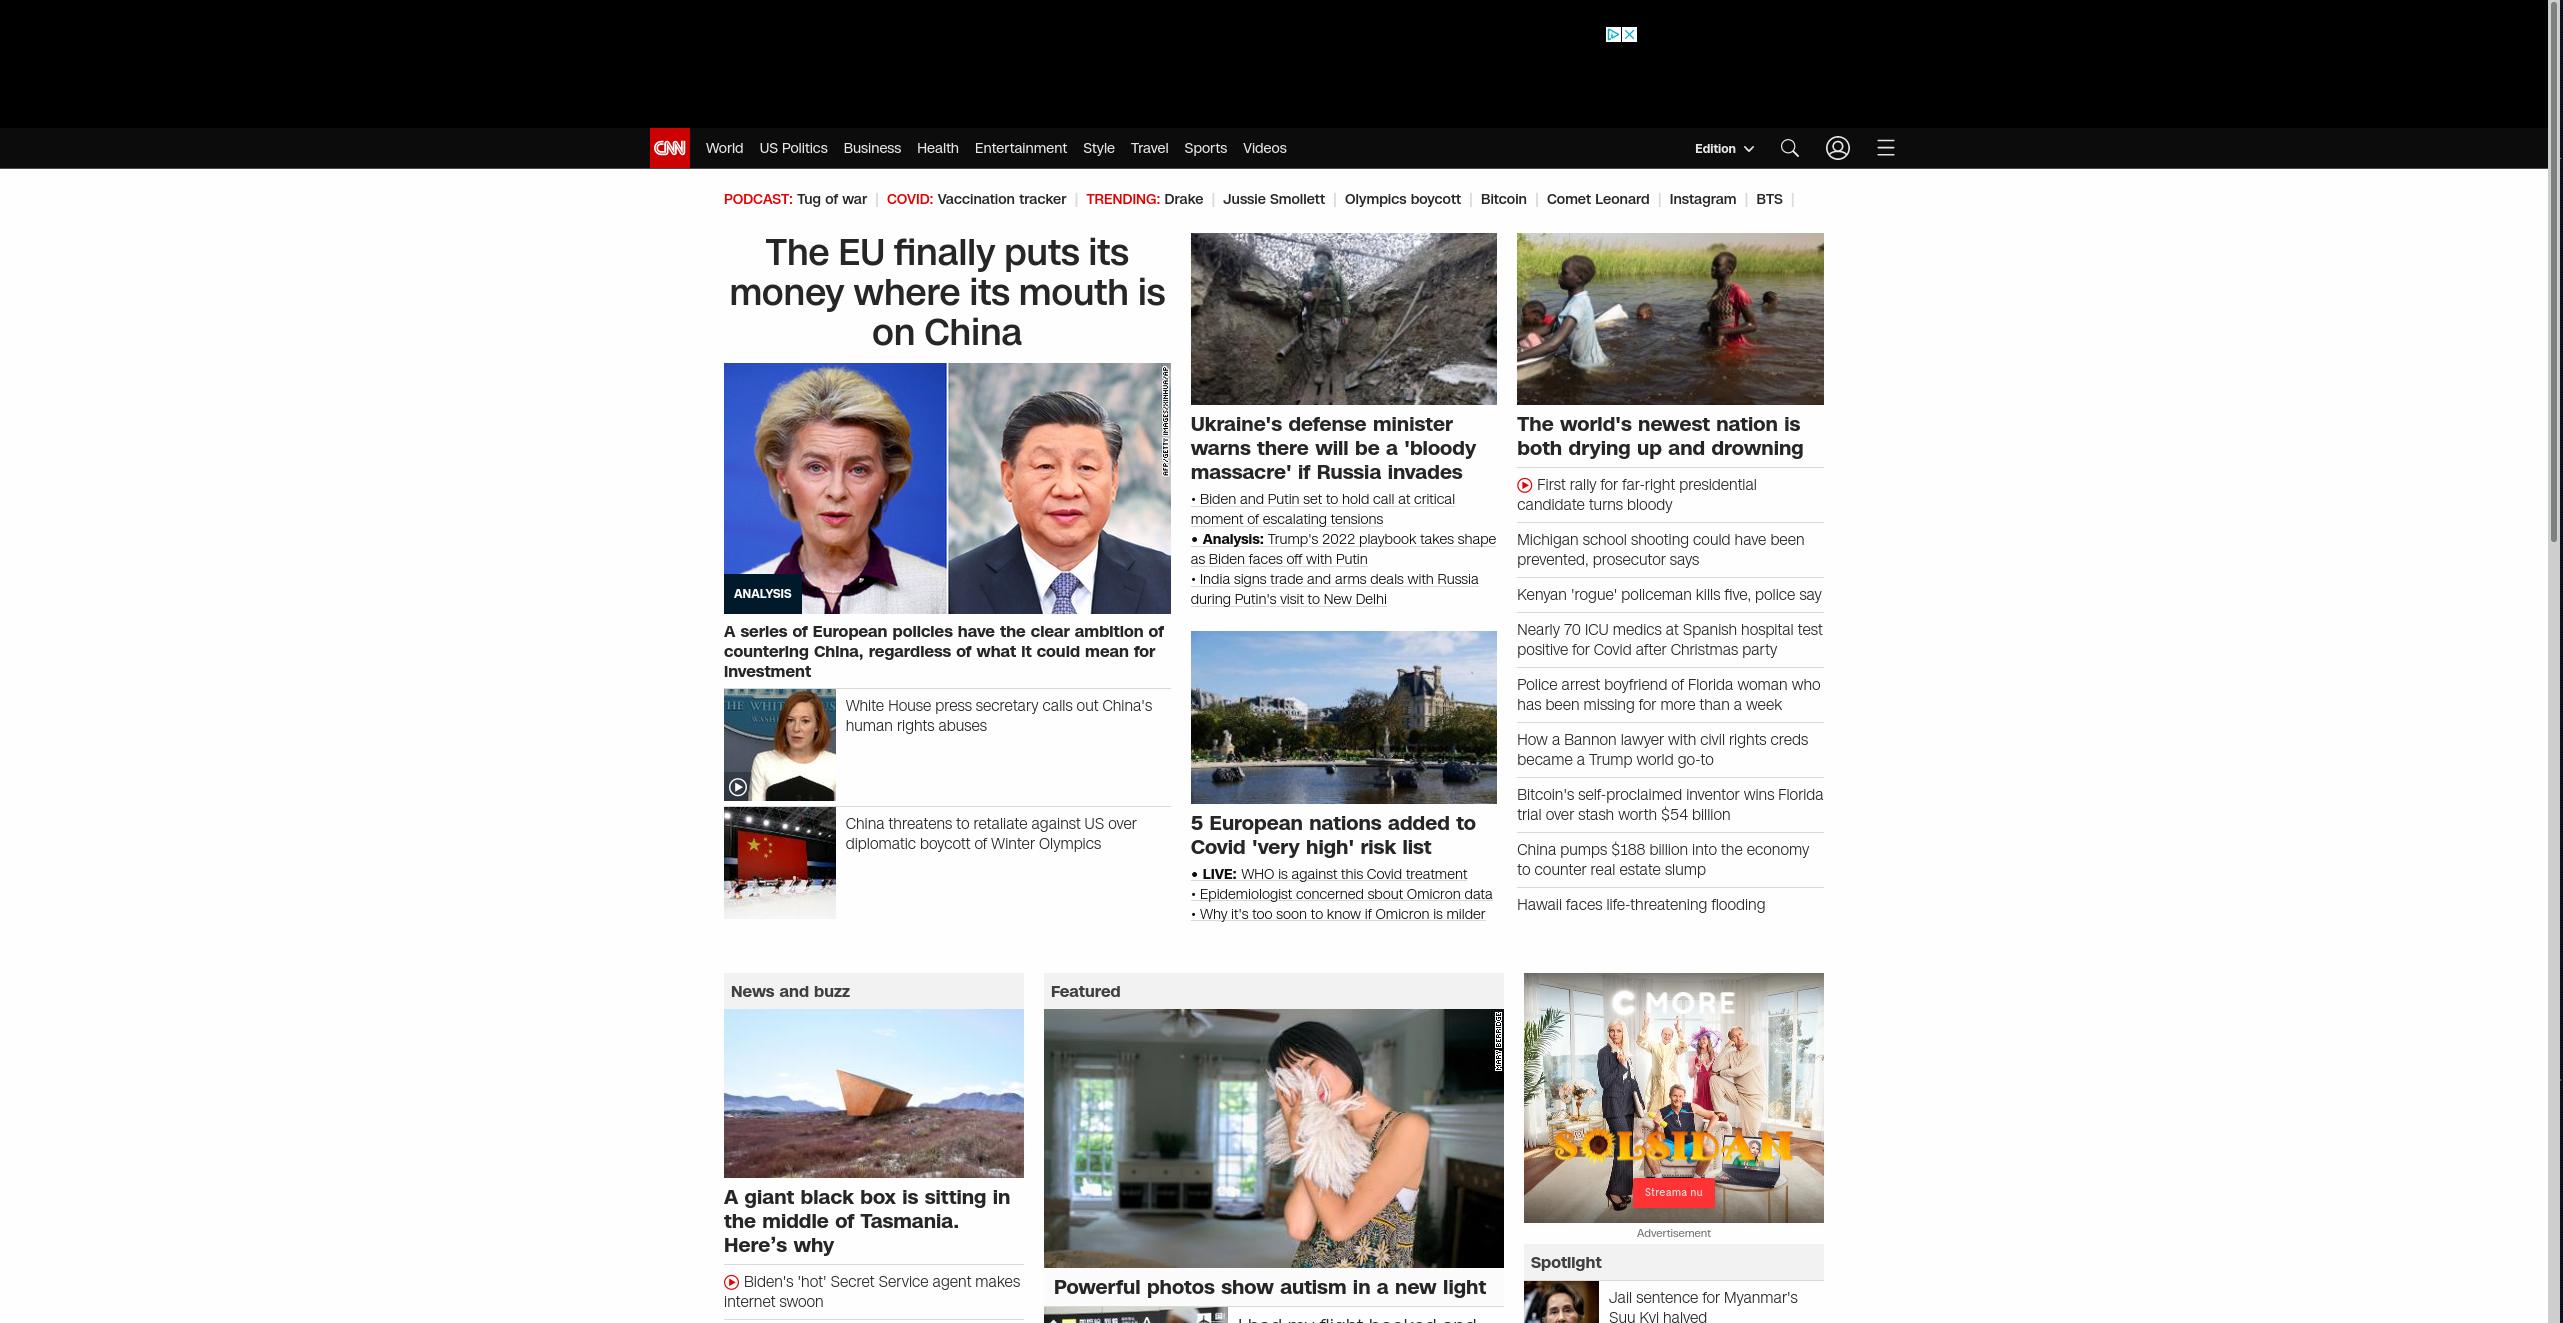 CNN
World
US Politics
Business
Health
Entertainment
Style
Travel
Sports
Videos
Edition
PODCAST: Tug of war
COVID: Vaccination tracker
TRENDING: Drake
Jussie Smollett
Olympics boycott
Bitcoin
Comet Leonard
Instagram
BTS
The EU finally puts its
money where its mouth is
on China
AFP/GETTY IMAGES/XINHUA/AP
ANALYSIS
A series of European policies have the clear ambition of
countering China, regardless of what it could mean for
investment
White House press secretary calls out China's
human rights abuses
China threatens to retaliate against US over
diplomatic boycott of Winter Olympics
Ukraine's defense minister
warns there will be a 'bloody
massacre' if Russia invades
• Biden and Putin set to hold call at critical
moment of escalating tensions
• Analysis: Trump's 2022 playbook takes shape
as Biden faces off with Putin
• India signs trade and arms deals with Russia
during Putin's visit to New Delhi
5 European nations added to
Covid 'very high' risk list
• LIVE: WHO is against this Covid treatment
• Epidemiologist concerned sbout Omicron data
• Why it's too soon to know if Omicron is milder
The world's newest nation is
both drying up and drowning
First rally for far-right presidential
candidate turns bloody
Michigan school shooting could have been
prevented, prosecutor says
Kenyan 'rogue' policeman kills five, police say
Nearly 70 ICU medics at Spanish hospital test
positive for Covid after Christmas party
Police arrest boyfriend of Florida woman who
has been missing for more than a week
How a Bannon lawyer with civil rights creds
became a Trump world go-to
Bitcoin's self-proclaimed inventor wins Florida
trial over stash worth $54 billion
China pumps $188 billion into the economy
to counter real estate slump
Hawaii faces life-threatening flooding
News and buzz
A giant black box is sitting in
the middle of Tasmania.
Here’s why
Biden's 'hot' Secret Service agent makes
internet swoon
Featured
MARY BERRIDGE
Powerful photos show autism in a new light
I had my flight booked and
C MORE
SOLSIDAN
Streama nu
Advertisement
Spotlight
Jail sentence for Myanmar's
Suu Kyi halved